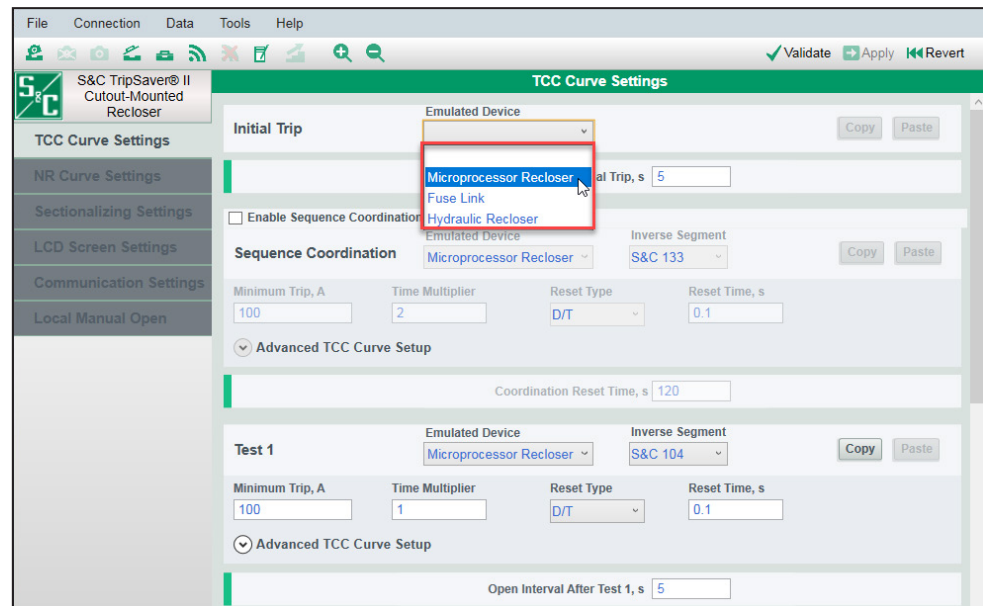 File Connection Data Tools Help
Validate Apply Revert
S&C
S&C TripSaver® II
Cutout-Mounted
Recloser
TCC Curve Settings
NR Curve Settings
Sectionalizing Settings
LCD Screen Settings
Communication Settings
Local Manual Open
TCC Curve Settings
Emulated Device
Initial Trip Copy Paste
Microprocessor Recloser
Fuse Link
Hydraulic Recloser
al Trip, s 5
Enable Sequence Coordination
Emulated Device Inverse Segment
Sequence Coordination Microprocessor Recloser S&C 133 Copy Paste
Minimum Trip, A Time Multiplier Reset Type Reset Time, s
100 2 D/T 0.1
Advanced TCC Curve Setup
Coordination Reset Time, s 120
Emulated Device Inverse Segment
Test 1 Microprocessor Recloser S&C 104 Copy Paste
Minimum Trip, A Time Multiplier Reset Type Reset Time, s
100 1 D/T 0.1
Advanced TCC Curve Setup
Open Interval After Test 1, s 5